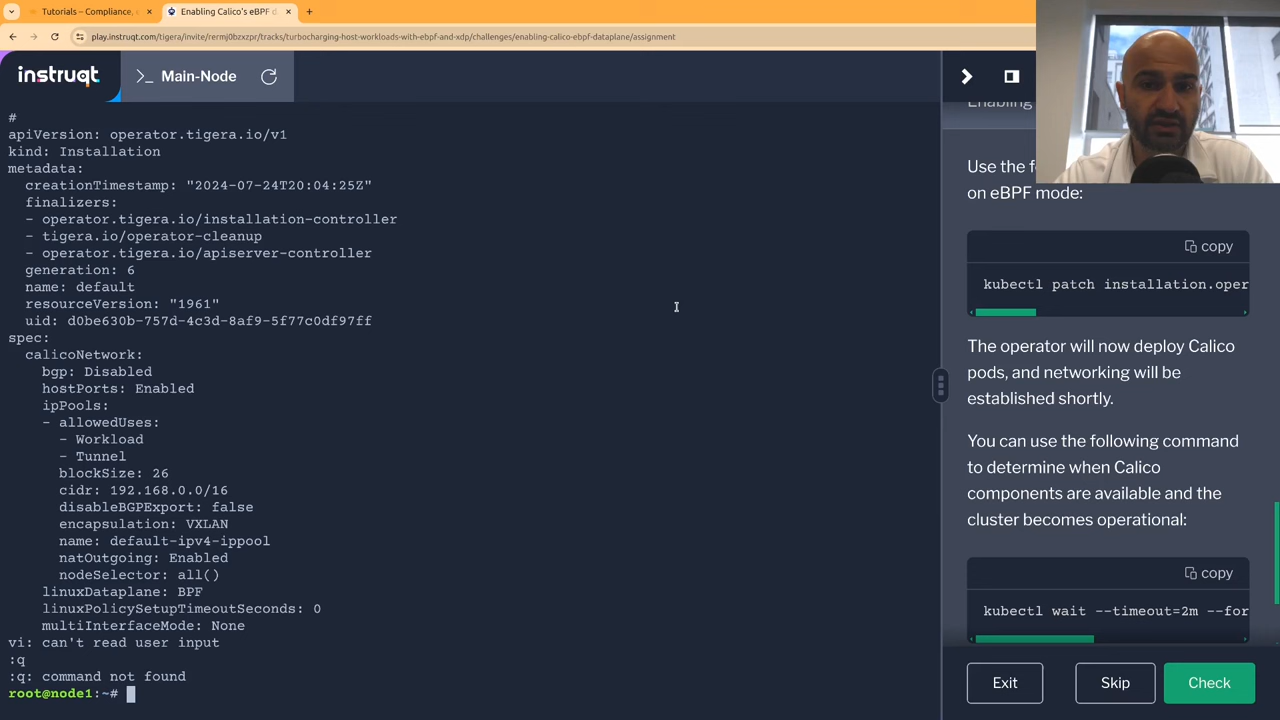 Tutorials – Compliance,
Enabling Calico's eBPF d
play.instruqt.com/tigera/invite/rermj0bzxzpr/tracks/turbocharging-host-workloads-with-ebpf-and-xdp/challenges/enabling-calico-ebpf-dataplane/assignment
instruqt
>_ Main-Node
#
apiVersion: operator.tigera.io/v1
kind: Installation
metadata:
creationTimestamp: "2024-07-24T20:04:25Z"
finalizers:
- operator.tigera.io/installation-controller
- tigera.io/operator-cleanup
- operator.tigera.io/apiserver-controller
generation: 6
name: default
resourceVersion: "1961"
uid: d0be630b-757d-4c3d-8af9-5f77c0df97ff
spec:
calicoNetwork:
bgp: Disabled
hostPorts: Enabled
ipPools:
- allowedUses:
- Workload
- Tunnel
blockSize: 26
cidr: 192.168.0.0/16
disableBGPExport: false
encapsulation: VXLAN
name: default-ipv4-ippool
natOutgoing: Enabled
nodeSelector: all()
linuxDataplane: BPF
linuxPolicySetupTimeoutSeconds: 0
multiInterfaceMode: None
vi: can't read user input
:q
:q: command not found
root@node1:~#
Enabling
Use the f
on eBPF mode:
copy
kubectl patch installation.oper
The operator will now deploy Calico
pods, and networking will be
established shortly.
You can use the following command
to determine when Calico
components are available and the
cluster becomes operational:
copy
kubectl wait --timeout=2m --for
Exit
Skip
Check